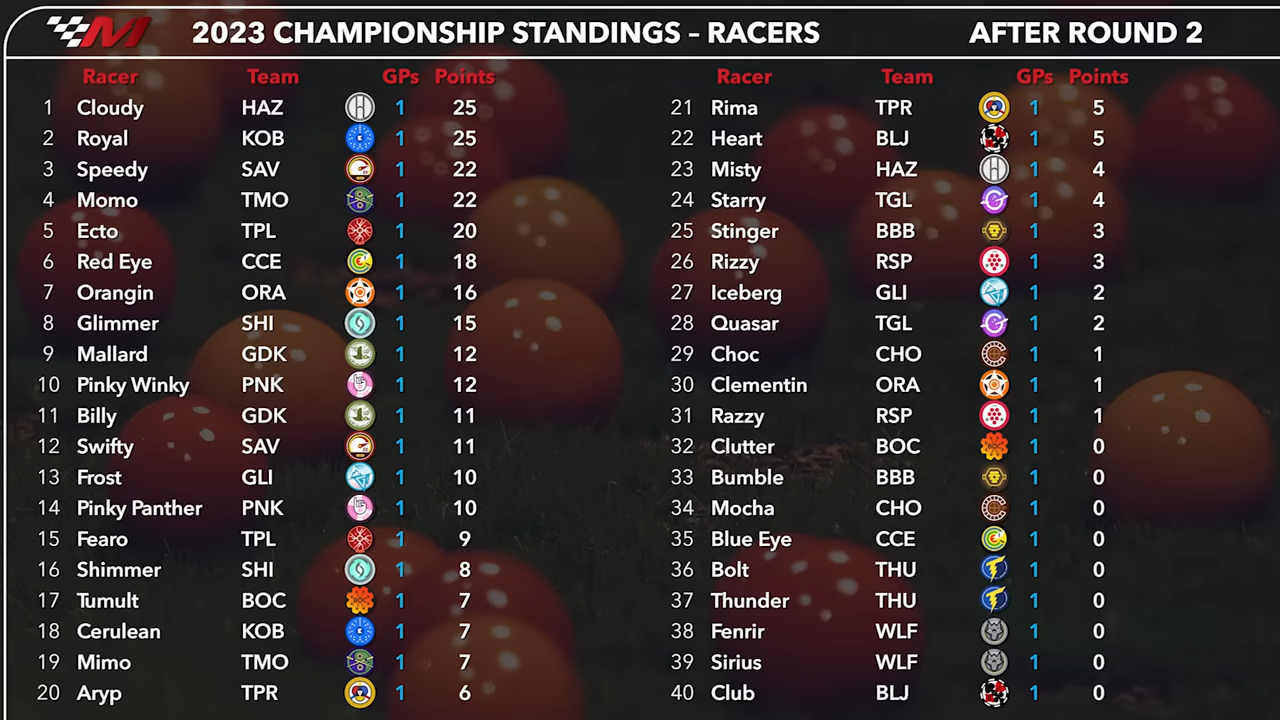 M1 2023 CHAMPIONSHIP STANDINGS – RACERS AFTER ROUND 2
Racer Team GPs Points
1 Cloudy HAZ 1 25
2 Royal KOB 1 25
3 Speedy SAV 1 22
4 Momo TMO 1 22
5 Ecto TPL 1 20
6 Red Eye CCE 1 18
7 Orangin ORA 1 16
8 Glimmer SHI 1 15
9 Mallard GDK 1 12
10 Pinky Winky PNK 1 12
11 Billy GDK 1 11
12 Swifty SAV 1 11
13 Frost GLI 1 10
14 Pinky Panther PNK 1 10
15 Fearo TPL 1 9
16 Shimmer SHI 1 8
17 Tumult BOC 1 7
18 Cerulean KOB 1 7
19 Mimo TMO 1 7
20 Aryp TPR 1 6
Racer Team GPs Points
21 Rima TPR 1 5
22 Heart BLJ 1 5
23 Misty HAZ 1 4
24 Starry TGL 1 4
25 Stinger BBB 1 3
26 Rizzy RSP 1 3
27 Iceberg GLI 1 2
28 Quasar TGL 1 2
29 Choc CHO 1 1
30 Clementin ORA 1 1
31 Razzy RSP 1 1
32 Clutter BOC 1 0
33 Bumble BBB 1 0
34 Mocha CHO 1 0
35 Blue Eye CCE 1 0
36 Bolt THU 1 0
37 Thunder THU 1 0
38 Fenrir WLF 1 0
39 Sirius WLF 1 0
40 Club BLJ 1 0